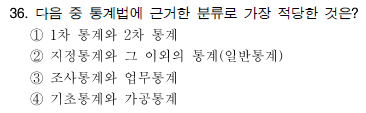 36. 다음 중 통계법에 근거한 분류로 가장 적당한 것은?
① 1차 통계와 2차 통계
② 지정통계와 그 이외의 통계(일반통계)
③ 조사통계와 업무통계
④ 기초통계와 가공통계